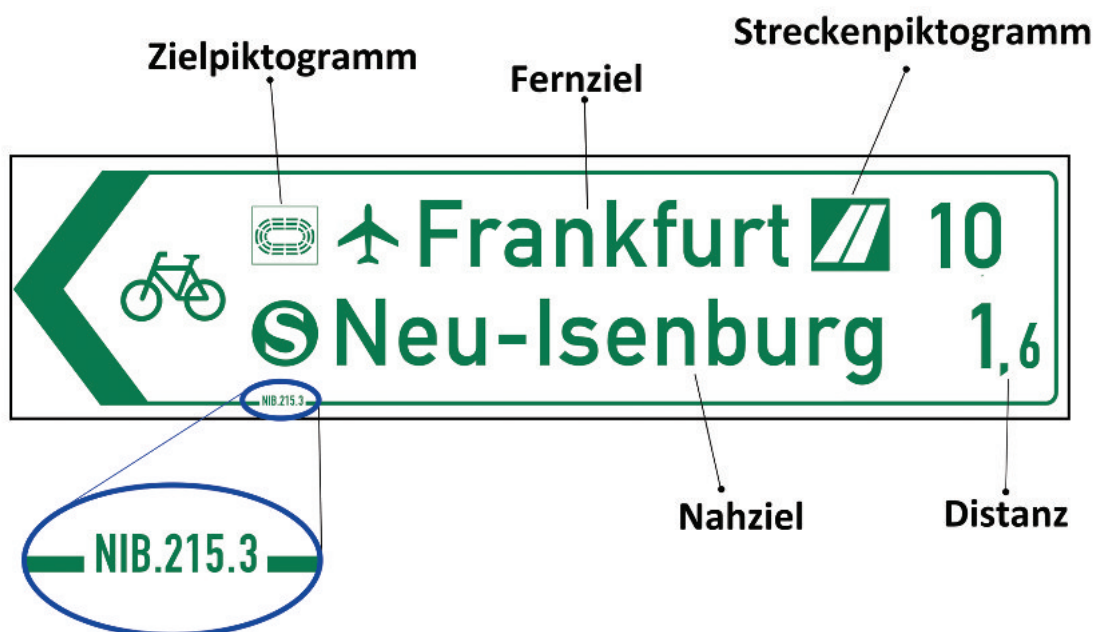 Streckenpiktogramm
Zielpiktogramm
Fernziel
Frankfurt 10
S Neu-Isenburg 1,6
NIB.215.3
Nahziel
Distanz
NIB.215.3